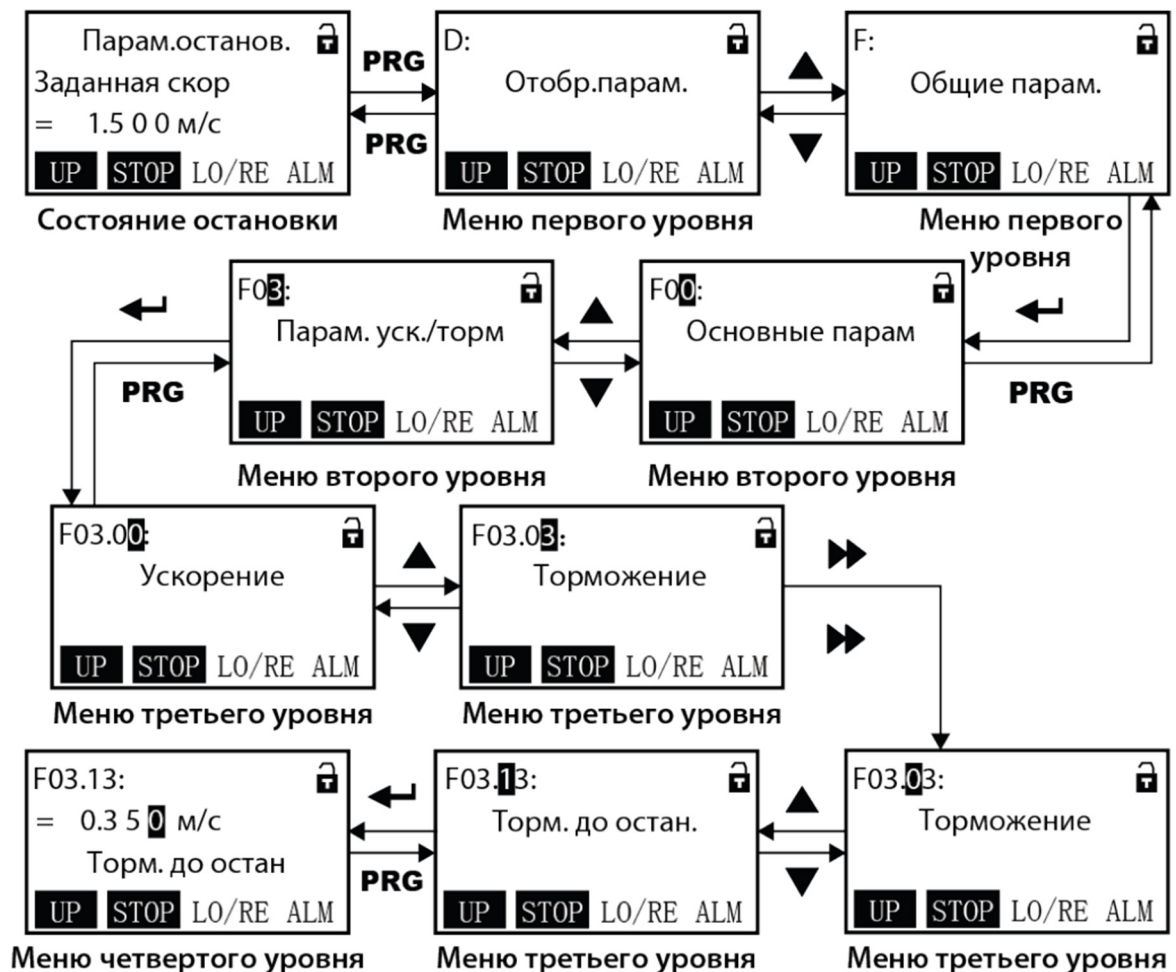 Парам.останов.
Заданная скор
= 1.5 0 0 м/с
UP STOP LO/RE ALM
Состояние остановки
PRG
PRG
D:
Отобр.парам.
UP STOP LO/RE ALM
Меню первого уровня
F:
Общие парам.
UP STOP LO/RE ALM
Меню первого
уровня
F03:
Парам. уск./торм
UP STOP LO/RE ALM
Меню второго уровня
F00:
Основные парам
UP STOP LO/RE ALM
Меню второго уровня
PRG
PRG
F03.00:
Ускорение
UP STOP LO/RE ALM
Меню третьего уровня
F03.03:
Торможение
UP STOP LO/RE ALM
Меню третьего уровня
F03.13:
= 0.3 5 0 м/с
Торм. до остан
UP STOP LO/RE ALM
Меню четвертого уровня
PRG
F03.13:
Торм. до остан.
UP STOP LO/RE ALM
Меню третьего уровня
F03.03:
Торможение
UP STOP LO/RE ALM
Меню третьего уровня